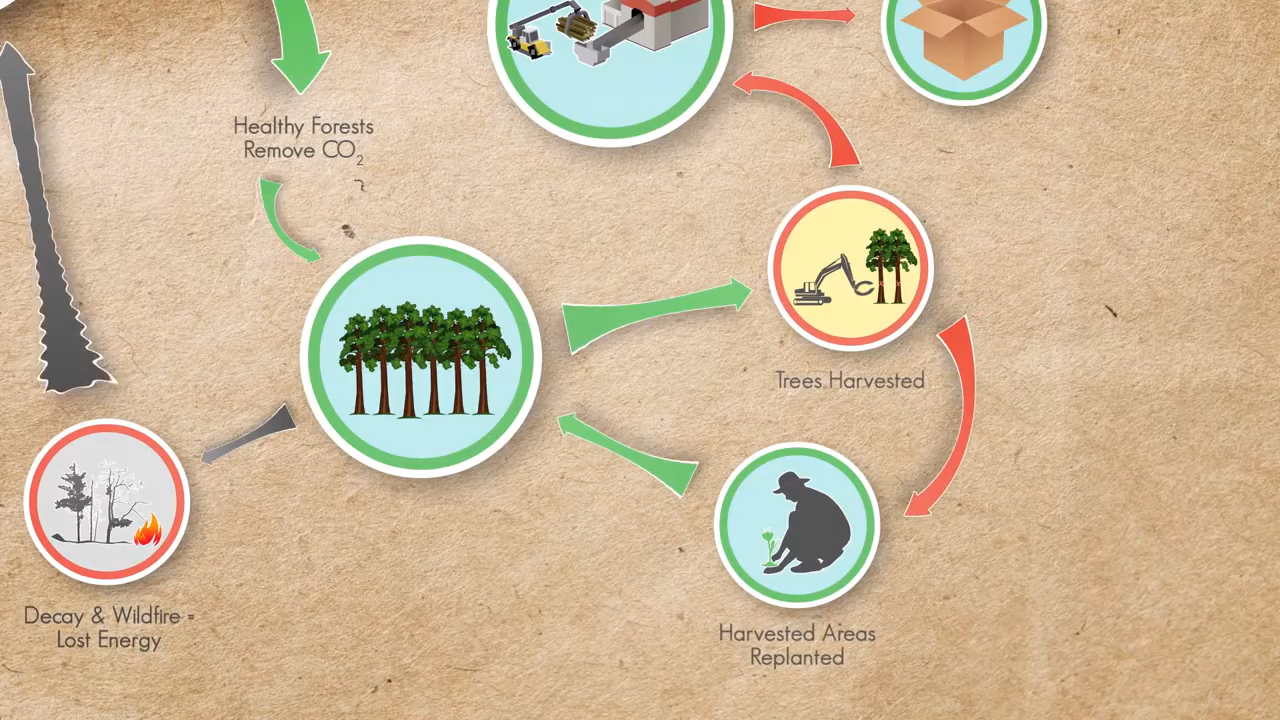 Healthy Forests
Remove CO₂
Trees Harvested
Decay & Wildfire =
Lost Energy
Harvested Areas
Replanted